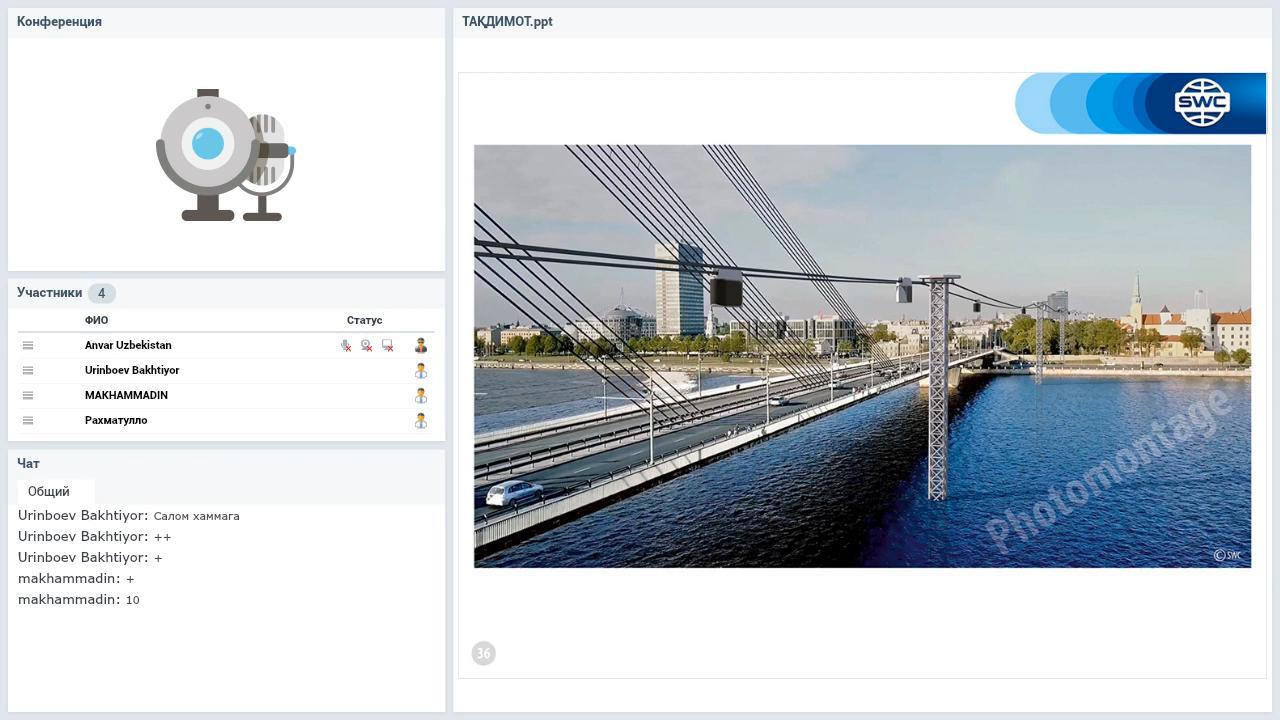 Конференция
Участники 4
ФИО Статус
Anvar Uzbekistan
Urinboev Bakhtiyor
MAKHAMMADIN
Рахматулло
Чат
Общий
Urinboev Bakhtiyor: Салом хаммага
Urinboev Bakhtiyor: ++
Urinboev Bakhtiyor: +
makhammadin: +
makhammadin: 10
ТАҚДИМОТ.ppt
SWC
Photomontage
© SWC
36